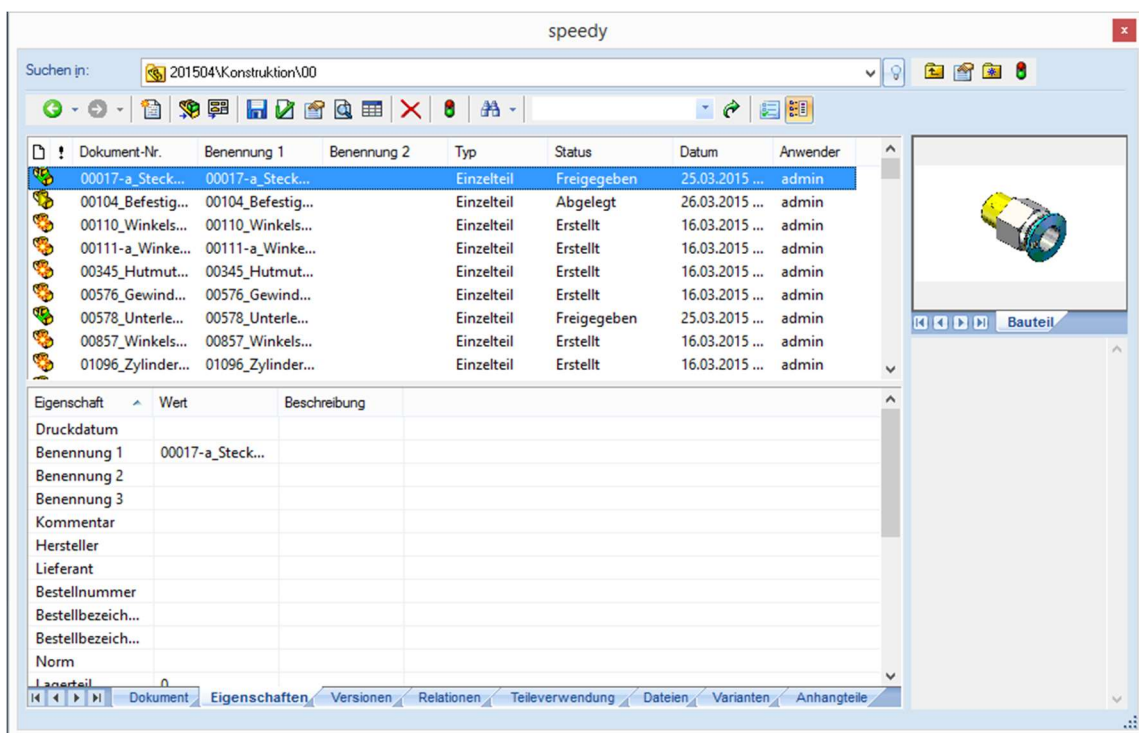 speedy
Suchen in: 201504\Konstruktion\00
! Dokument-Nr. Benennung 1 Benennung 2 Typ Status Datum Anwender
00017-a_Steck... 00017-a_Steck... Einzelteil Freigegeben 25.03.2015 ... admin
00104_Befestig... 00104_Befestig... Einzelteil Abgelegt 26.03.2015 ... admin
00110_Winkels... 00110_Winkels... Einzelteil Erstellt 16.03.2015 ... admin
00111-a_Winke... 00111-a_Winke... Einzelteil Erstellt 16.03.2015 ... admin
00345_Hutmut... 00345_Hutmut... Einzelteil Erstellt 16.03.2015 ... admin
00576_Gewind... 00576_Gewind... Einzelteil Erstellt 16.03.2015 ... admin
00578_Unterle... 00578_Unterle... Einzelteil Freigegeben 25.03.2015 ... admin
00857_Winkels... 00857_Winkels... Einzelteil Erstellt 16.03.2015 ... admin
01096_Zylinder... 01096_Zylinder... Einzelteil Erstellt 16.03.2015 ... admin
Bauteil
Eigenschaft Wert Beschreibung
Druckdatum
Benennung 1 00017-a_Steck...
Benennung 2
Benennung 3
Kommentar
Hersteller
Lieferant
Bestellnummer
Bestellbezeich...
Bestellbezeich...
Norm
Lagerteil 0
Dokument Eigenschaften Versionen Relationen Teileverwendung Dateien Varianten Anhangteile